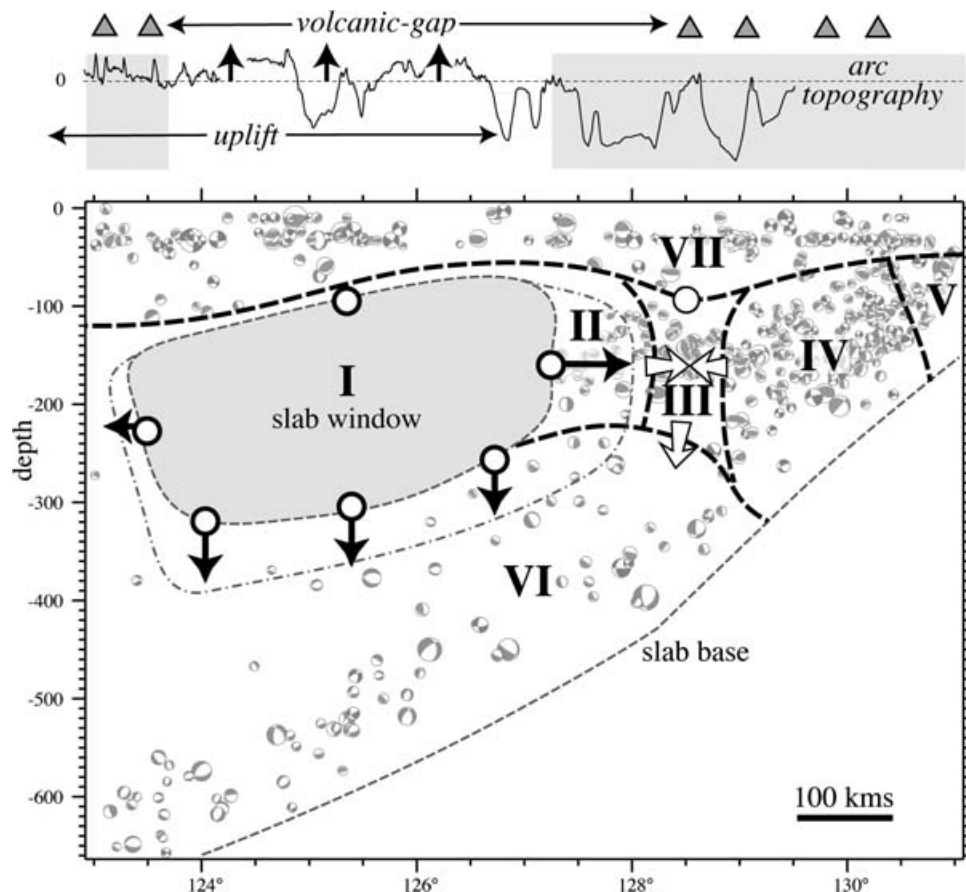 volcanic-gap
0
arc
topography
uplift
0
-100
-200
-300
-400
-500
-600
depth
I
slab window
II
III
IV
V
VI
VII
slab base
100 kms
124°
126°
128°
130°